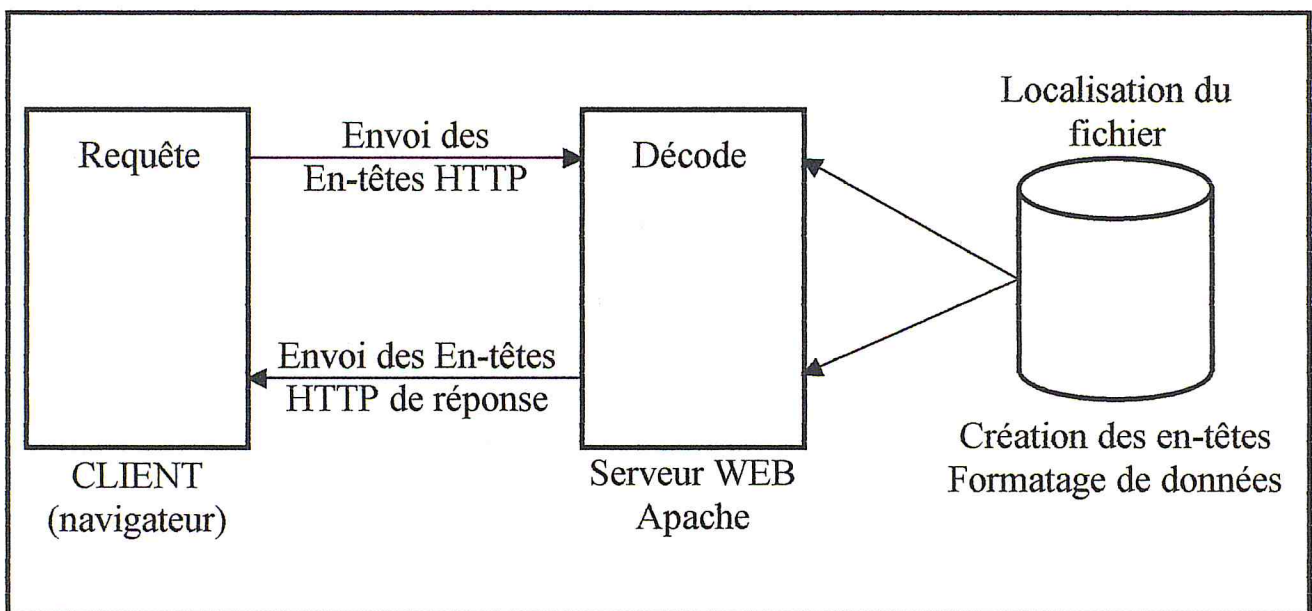 Requête
Envoi des
En-têtes HTTP
Décode
Localisation du
fichier
Envoi des En-têtes
HTTP de réponse
CLIENT
(navigateur)
Serveur WEB
Apache
Création des en-têtes
Formatage de données